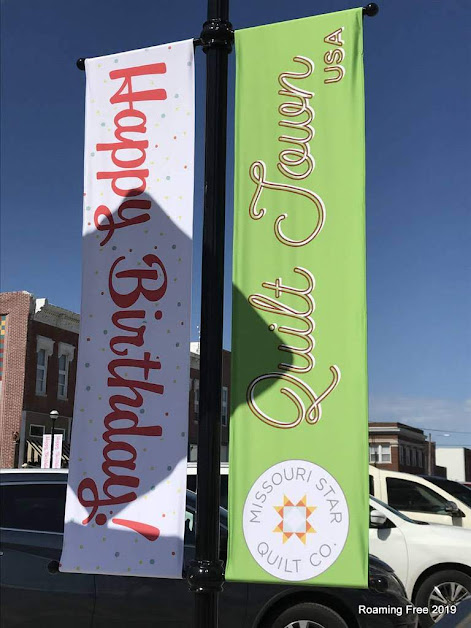 Happy Birthday!
Quilt Town
USA
MISSOURI STAR
QUILT CO.
Roaming Free 2019